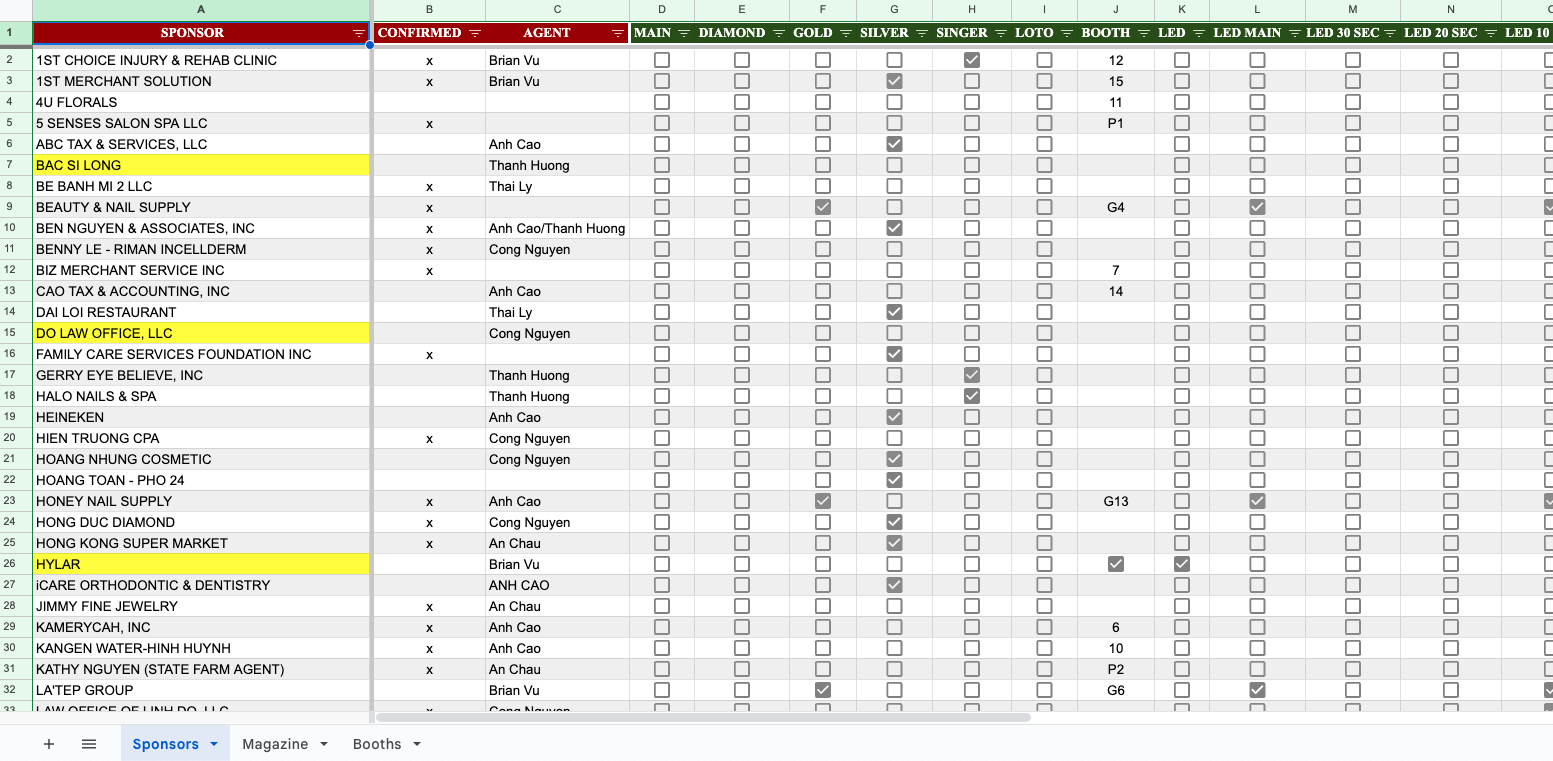 A B C D E F G H I J K L M N
1 SPONSOR CONFIRMED AGENT MAIN DIAMOND GOLD SILVER SINGER LOTO BOOTH LED LED MAIN LED 30 SEC LED 20 SEC LED 10
2 1ST CHOICE INJURY & REHAB CLINIC x Brian Vu 12
3 1ST MERCHANT SOLUTION x Brian Vu 15
4 4U FLORALS 11
5 5 SENSES SALON SPA LLC x P1
6 ABC TAX & SERVICES, LLC Anh Cao
7 BAC SI LONG Thanh Huong
8 BE BANH MI 2 LLC x Thai Ly
9 BEAUTY & NAIL SUPPLY x G4
10 BEN NGUYEN & ASSOCIATES, INC x Anh Cao/Thanh Huong
11 BENNY LE - RIMAN INCELLDERM x Cong Nguyen
12 BIZ MERCHANT SERVICE INC x 7
13 CAO TAX & ACCOUNTING, INC Anh Cao 14
14 DAI LOI RESTAURANT Thai Ly
15 DO LAW OFFICE, LLC Cong Nguyen
16 FAMILY CARE SERVICES FOUNDATION INC x
17 GERRY EYE BELIEVE, INC Thanh Huong
18 HALO NAILS & SPA Thanh Huong
19 HEINEKEN Anh Cao
20 HIEN TRUONG CPA x Cong Nguyen
21 HOANG NHUNG COSMETIC Cong Nguyen
22 HOANG TOAN - PHO 24
23 HONEY NAIL SUPPLY x Anh Cao G13
24 HONG DUC DIAMOND x Cong Nguyen
25 HONG KONG SUPER MARKET x An Chau
26 HYLAR Brian Vu
27 iCARE ORTHODONTIC & DENTISTRY ANH CAO
28 JIMMY FINE JEWELRY x An Chau
29 KAMERYCAH, INC x Anh Cao 6
30 KANGEN WATER-HINH HUYNH x Anh Cao 10
31 KATHY NGUYEN (STATE FARM AGENT) x An Chau P2
32 LA'TEP GROUP Brian Vu G6
33 LAW OFFICE OF LINH DO, LLC x Cong Nguyen
Sponsors Magazine Booths